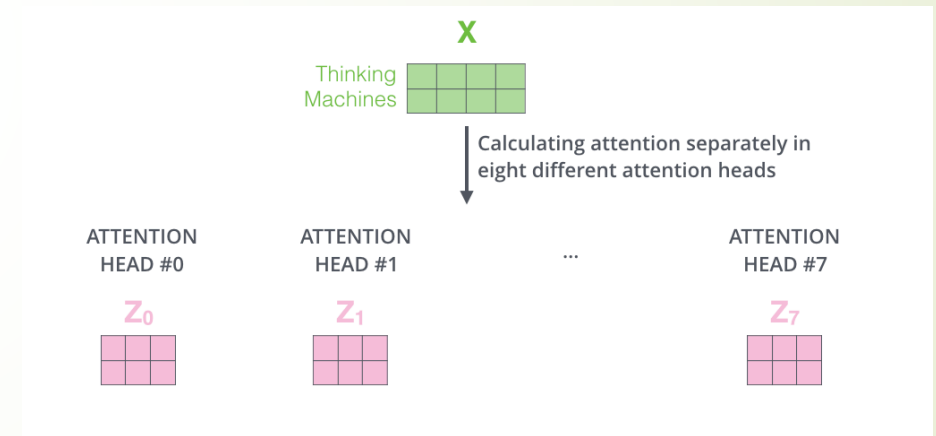 X
Thinking
Machines
Calculating attention separately in
eight different attention heads
ATTENTION
HEAD #0
ATTENTION
HEAD #1
...
ATTENTION
HEAD #7
Z0
Z1
Z7